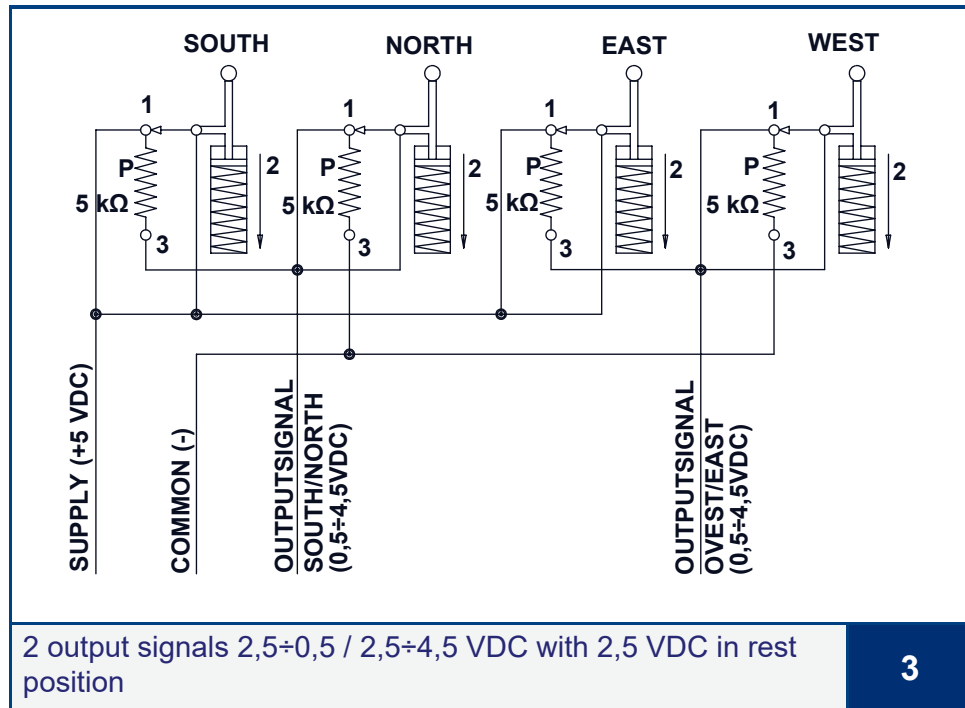 SOUTH NORTH EAST WEST
1 1 1 1
P 2 P 2 P 2 P 2
5 kΩ 5 kΩ 5 kΩ 5 kΩ
3 3 3 3
SUPPLY (+5 VDC)
COMMON (-)
OUTPUTSIGNAL
SOUTH/NORTH
(0,5÷4,5VDC)
OUTPUTSIGNAL
OVEST/EAST
(0,5÷4,5VDC)
2 output signals 2,5÷0,5 / 2,5÷4,5 VDC with 2,5 VDC in rest
position
3